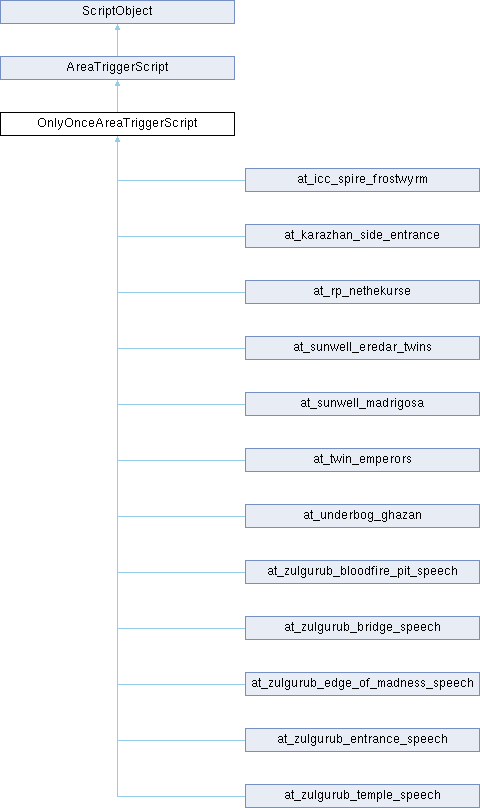 ScriptObject
AreaTriggerScript
OnlyOnceAreaTriggerScript
at_icc_spire_frostwyrm
at_karazhan_side_entrance
at_rp_nethekurse
at_sunwell_eredar_twins
at_sunwell_madrigosa
at_twin_emperors
at_underbog_ghazan
at_zulgurub_bloodfire_pit_speech
at_zulgurub_bridge_speech
at_zulgurub_edge_of_madness_speech
at_zulgurub_entrance_speech
at_zulgurub_temple_speech